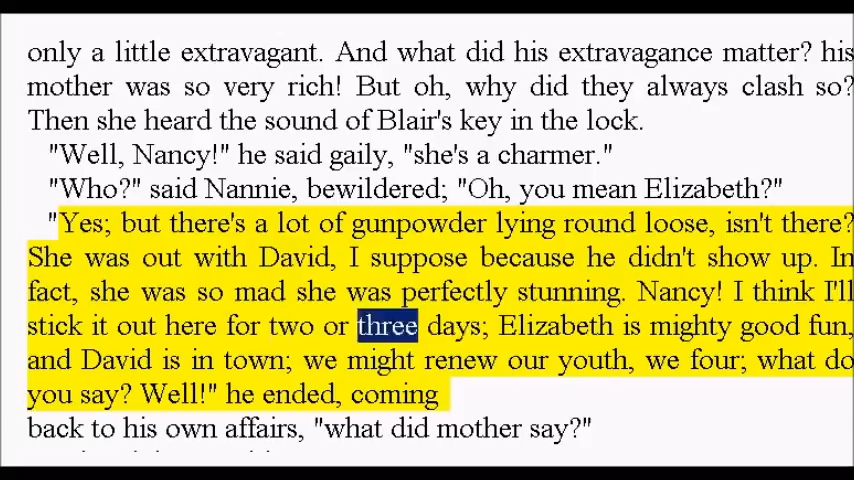 only a little extravagant. And what did his extravagance matter? his
mother was so very rich! But oh, why did they always clash so?
Then she heard the sound of Blair's key in the lock.
"Well, Nancy!" he said gaily, "she's a charmer."
"Who?" said Nannie, bewildered; "Oh, you mean Elizabeth?"
"Yes; but there's a lot of gunpowder lying round loose, isn't there?
She was out with David, I suppose because he didn't show up. In
fact, she was so mad she was perfectly stunning. Nancy! I think I'll
stick it out here for two or three days; Elizabeth is mighty good fun,
and David is in town; we might renew our youth, we four; what do
you say? Well!" he ended, coming
back to his own affairs, "what did mother say?"